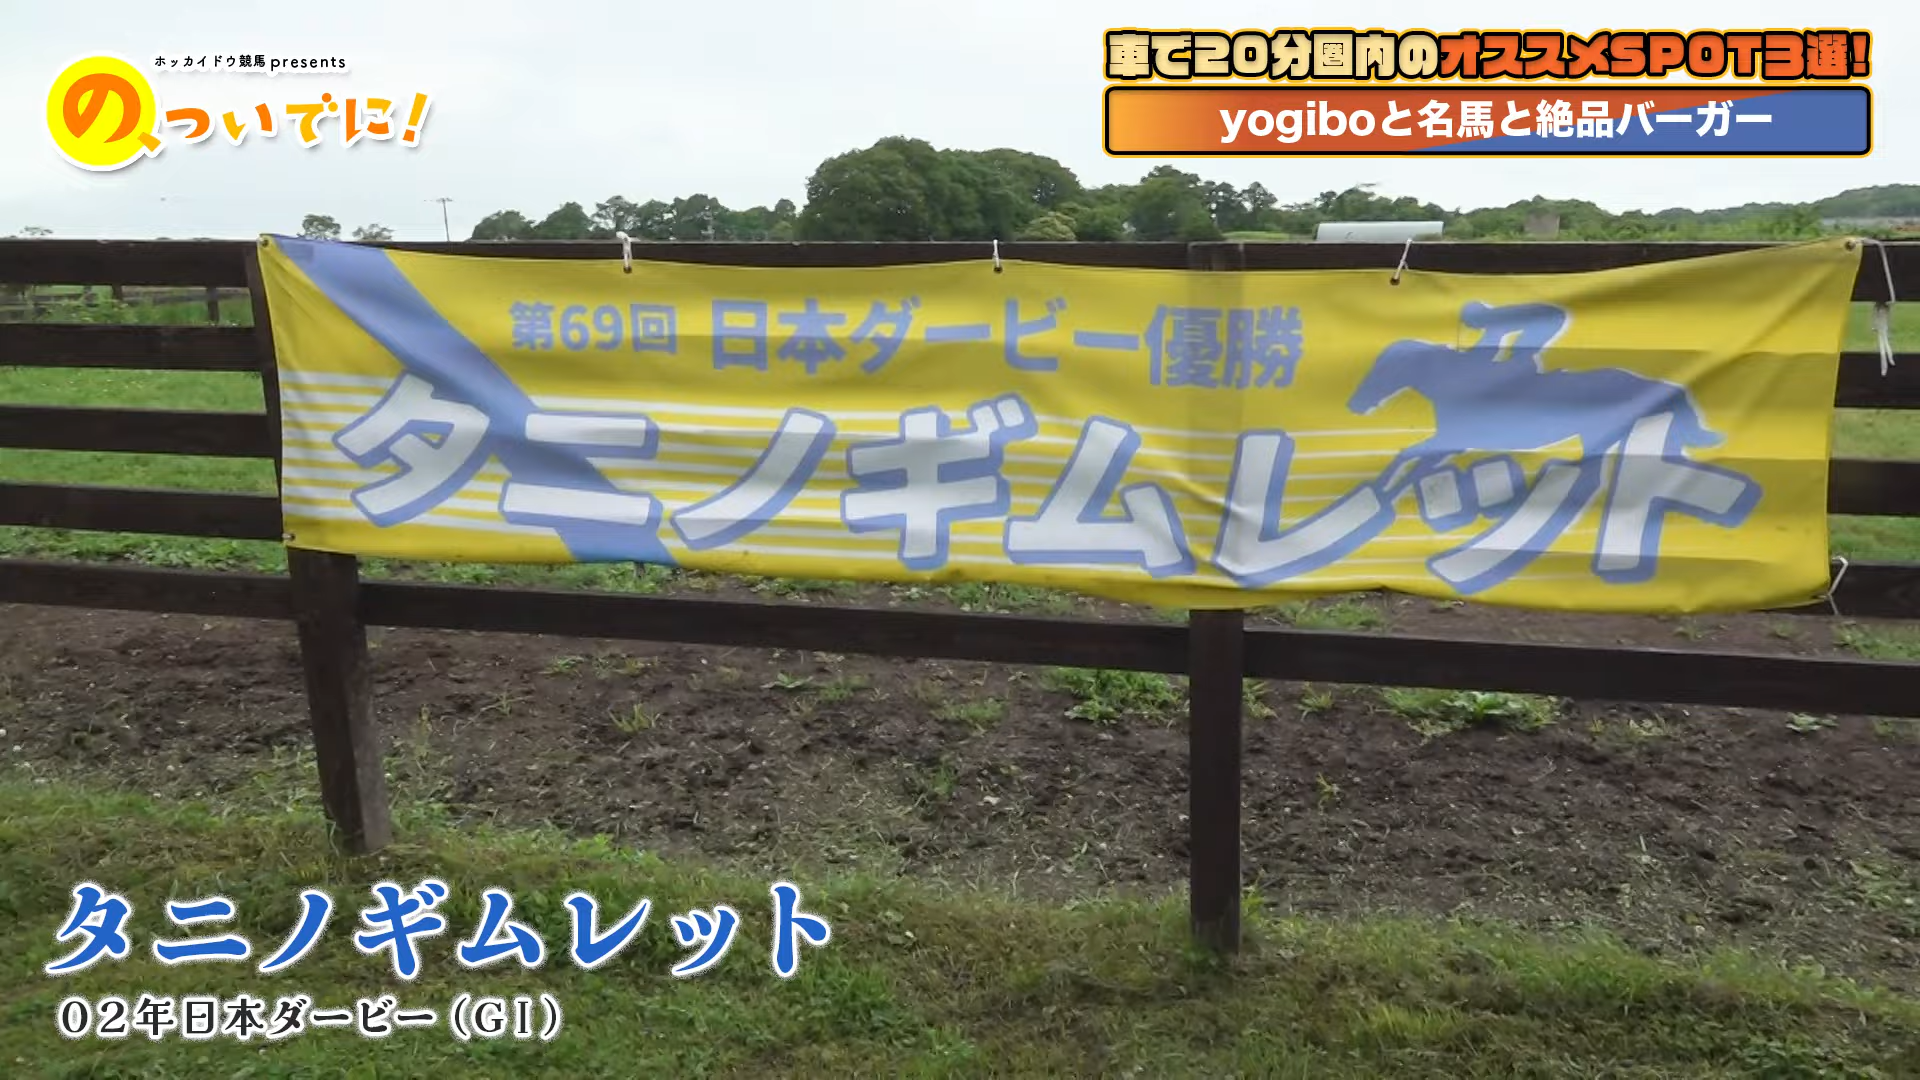 ホッカイドウ競馬presents
の、ついでに!
車で20分圏内のオススメSPOT3選!
yogiboと名馬と絶品バーガー
第69回 日本ダービー優勝
タニノギムレット
タニノギムレット
02年日本ダービー(GI)